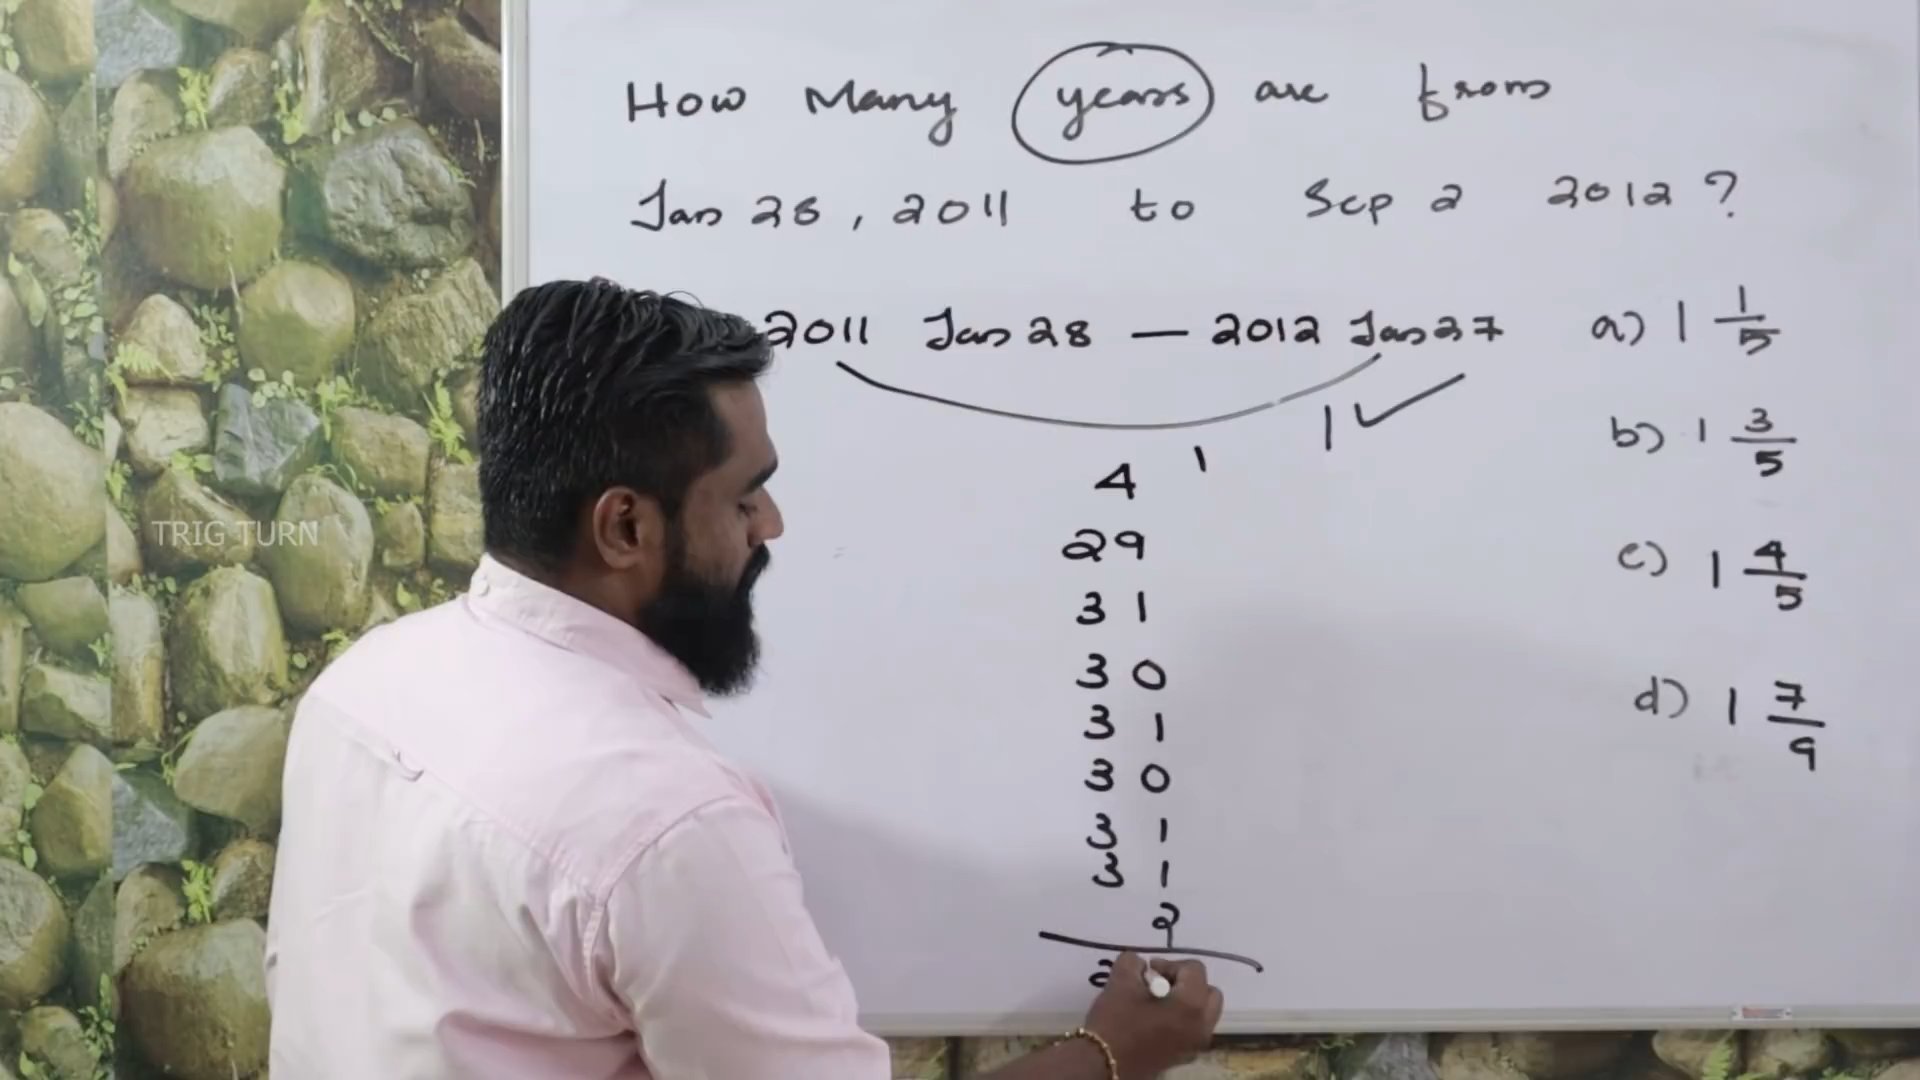 How Many years are from
Jan 28, 2011 to Sep 2 2012?
2011 Jan 28 — 2012 Jan 27
1
1
4
29
31
30
31
30
31
31
2
2
a) 1 1/5
b) 1 3/5
c) 1 4/5
d) 1 7/9
TRIG TURN